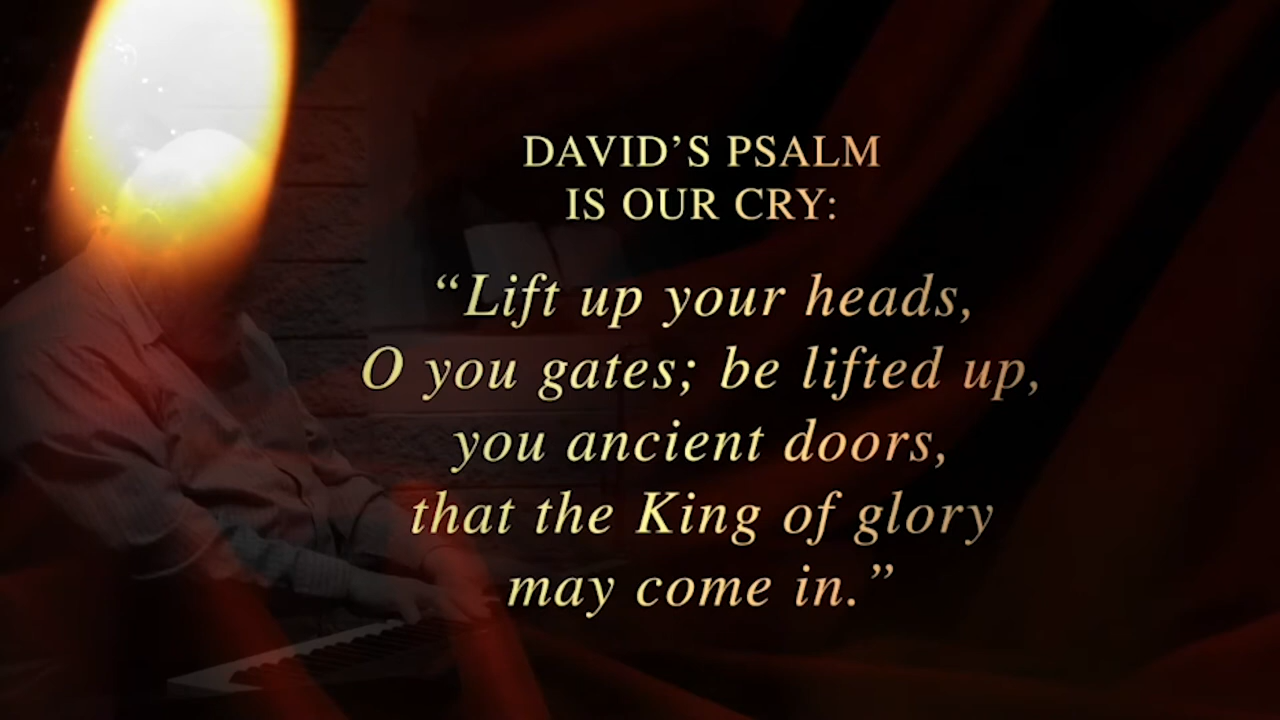 DAVID’S PSALM
IS OUR CRY:
“Lift up your heads,
O you gates; be lifted up,
you ancient doors,
that the King of glory
may come in.”